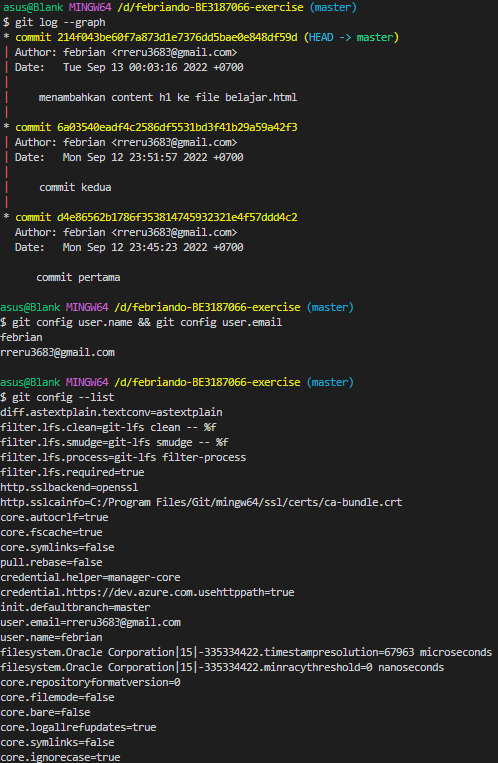 asus@Blank MINGW64 /d/febriando-BE3187066-exercise (master)
$ git log --graph
* commit 214f043be60f7a873d1e7376dd5bae0e848df59d (HEAD -> master)
| Author: febrian <rreru3683@gmail.com>
| Date:   Tue Sep 13 00:03:16 2022 +0700
|
|     menambahkan content h1 ke file belajar.html
|
* commit 6a03540eadf4c2586df5531bd3f41b29a59a42f3
| Author: febrian <rreru3683@gmail.com>
| Date:   Mon Sep 12 23:51:57 2022 +0700
|
|     commit kedua
|
* commit d4e86562b1786f353814745932321e4f57ddd4c2
  Author: febrian <rreru3683@gmail.com>
  Date:   Mon Sep 12 23:45:23 2022 +0700

      commit pertama

asus@Blank MINGW64 /d/febriando-BE3187066-exercise (master)
$ git config user.name && git config user.email
febrian
rreru3683@gmail.com

asus@Blank MINGW64 /d/febriando-BE3187066-exercise (master)
$ git config --list
diff.astextplain.textconv=astextplain
filter.lfs.clean=git-lfs clean -- %f
filter.lfs.smudge=git-lfs smudge -- %f
filter.lfs.process=git-lfs filter-process
filter.lfs.required=true
http.sslbackend=openssl
http.sslcainfo=C:/Program Files/Git/mingw64/ssl/certs/ca-bundle.crt
core.autocrlf=true
core.fscache=true
core.symlinks=false
pull.rebase=false
credential.helper=manager-core
credential.https://dev.azure.com.usehttppath=true
init.defaultbranch=master
user.email=rreru3683@gmail.com
user.name=febrian
filesystem.Oracle Corporation|15|-335334422.timestampresolution=67963 microseconds
filesystem.Oracle Corporation|15|-335334422.minracythreshold=0 nanoseconds
core.repositoryformatversion=0
core.filemode=false
core.bare=false
core.logallrefupdates=true
core.symlinks=false
core.ignorecase=true